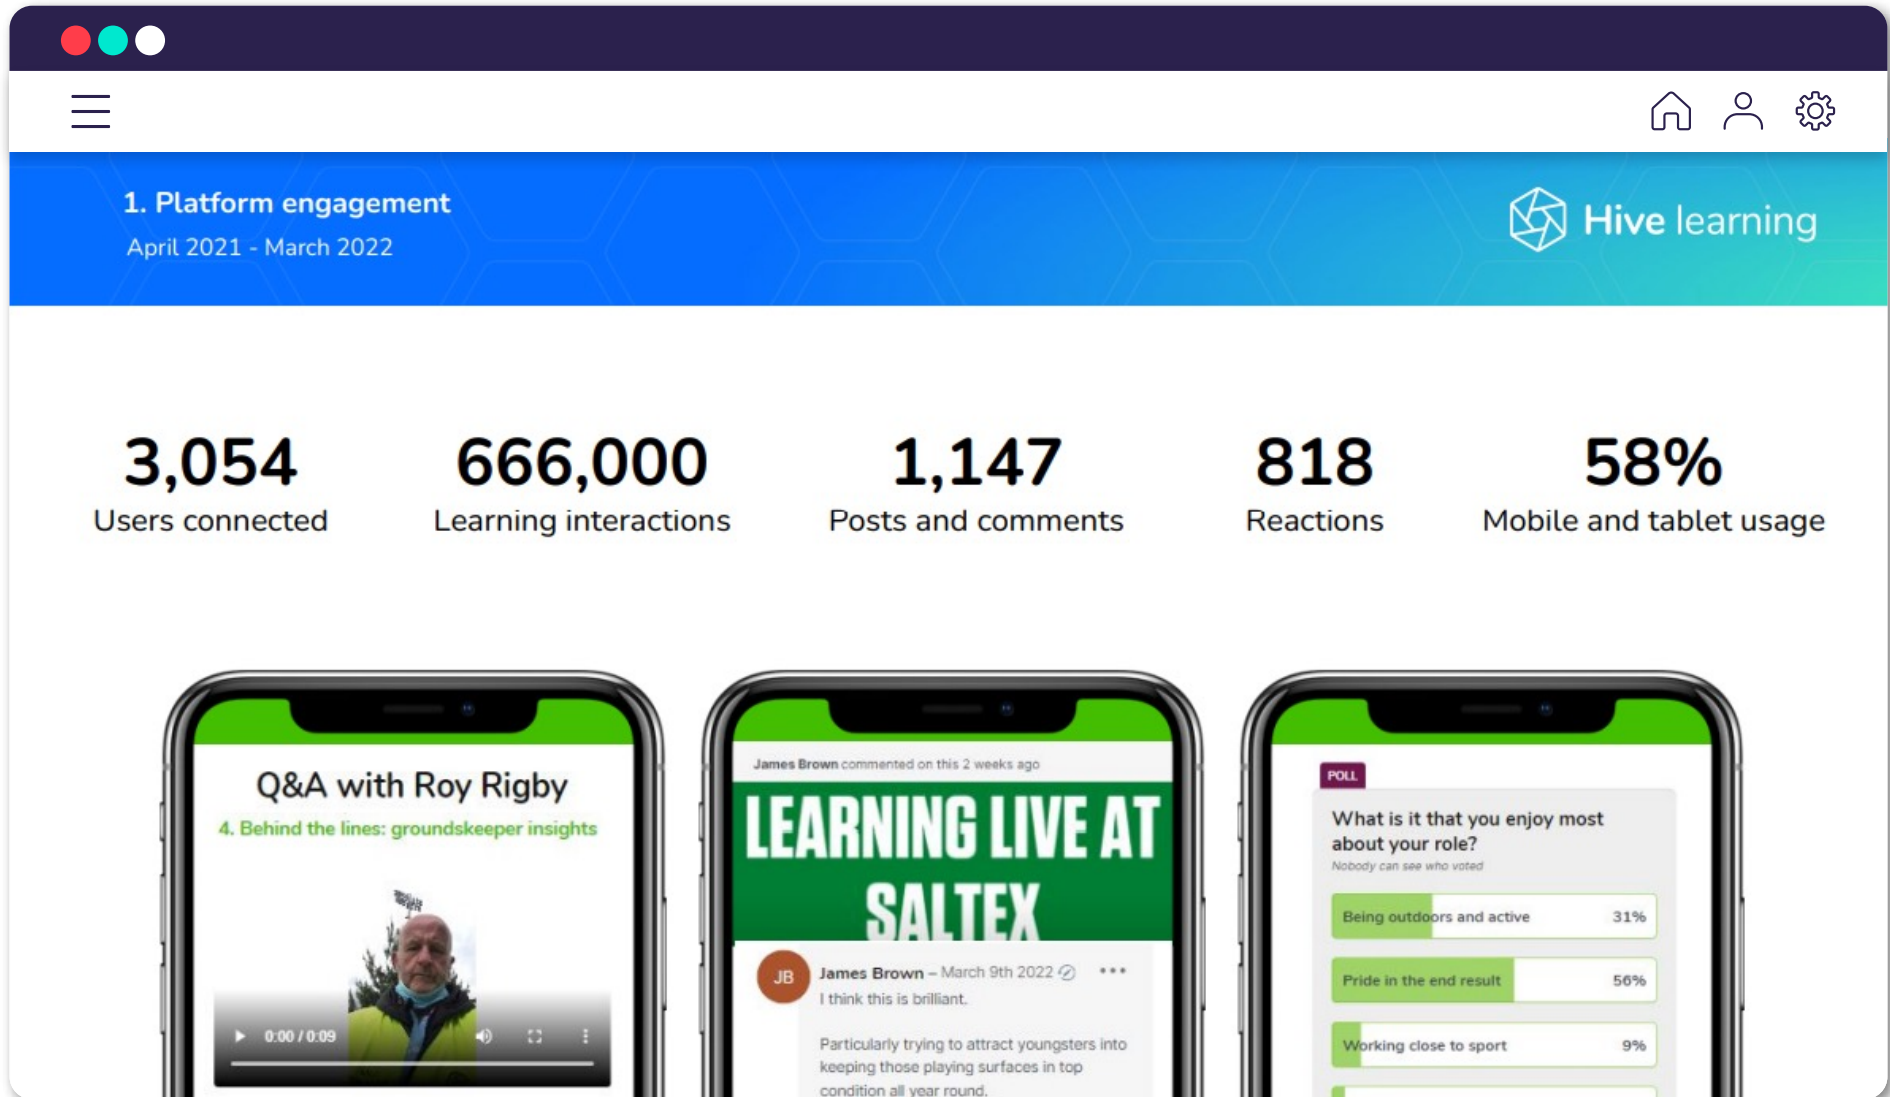 1. Platform engagement
April 2021 - March 2022
Hive learning
3,054
Users connected
666,000
Learning interactions
1,147
Posts and comments
818
Reactions
58%
Mobile and tablet usage
Q&A with Roy Rigby
4. Behind the lines: groundskeeper insights
0:00 / 0:09
James Brown commented on this 2 weeks ago
LEARNING LIVE AT
SALTEX
JB
James Brown – March 9th 2022
I think this is brilliant.
Particularly trying to attract youngsters into
keeping those playing surfaces in top
condition all year round.
POLL
What is it that you enjoy most
about your role?
Nobody can see who voted
Being outdoors and active 31%
Pride in the end result 56%
Working close to sport 9%